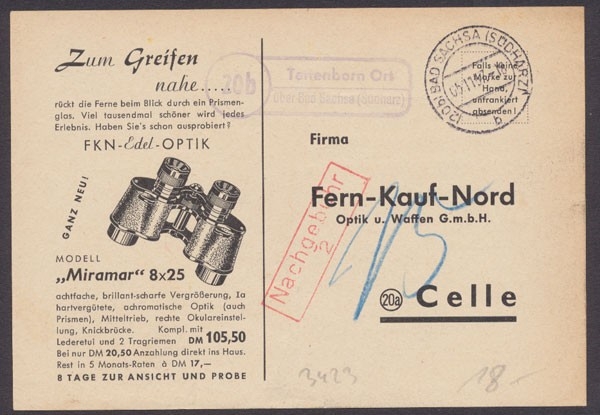 Zum Greifen
nahe.....
rückt die Ferne beim Blick durch ein Prismen-
glas. Viel tausendmal schöner wird jedes
Erlebnis. Haben Sie's schon ausprobiert?
FKN-Edel-OPTIK
GANZ NEU!
MODELL
„Miramar" 8x25
achtfache, brillant-scharfe Vergrößerung, Ia
hartvergütete, achromatische Optik (auch
Prismen), Mitteltrieb, rechte Okulareinstel-
lung, Knickbrücke. Kompl. mit
Lederetui und 2 Tragriemen DM 105,50
Bei nur DM 20,50 Anzahlung direkt ins Haus.
Rest in 5 Monats-Raten à DM 17,—
8 TAGE ZUR ANSICHT UND PROBE
20b
Tettenborn Ort
über Bad Sachsa (Südharz)
(20b) BAD SACHSA (SÜDHARZ)
b
Falls keine
Marke zur
Hand,
unfrankiert
absenden!
Firma
Fern-Kauf-Nord
Optik u. Waffen G.m.b.H.
20a Celle
Nachgebühr
2
3423
18-